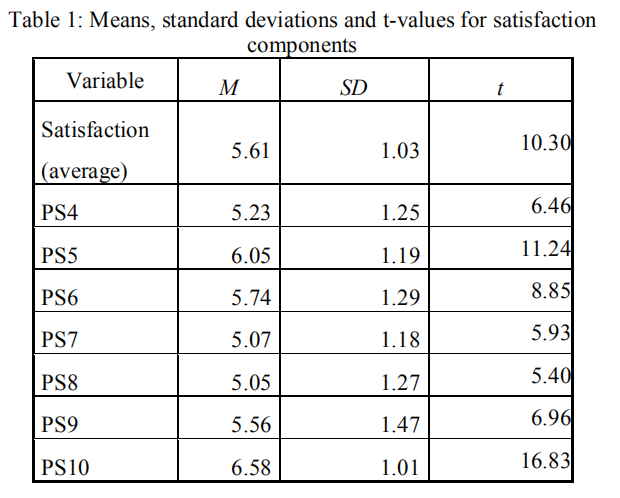 Table 1: Means, standard deviations and t-values for satisfaction
components
Variable M SD t
Satisfaction
(average) 5.61 1.03 10.30
PS4 5.23 1.25 6.46
PS5 6.05 1.19 11.24
PS6 5.74 1.29 8.85
PS7 5.07 1.18 5.93
PS8 5.05 1.27 5.40
PS9 5.56 1.47 6.96
PS10 6.58 1.01 16.83